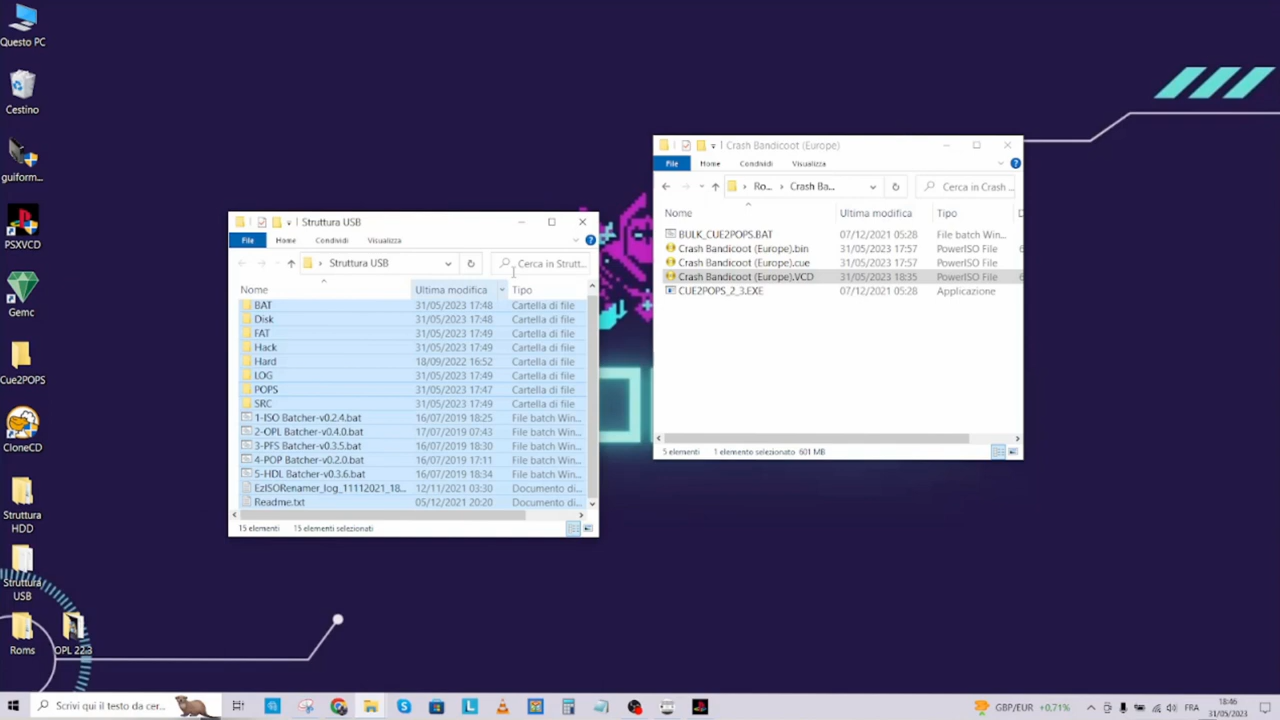 Questo PC
Cestino
guiform...
PSXVCD
Gemc
Cue2POPS
CloneCD
Struttura
HDD
Struttura
USB
Roms
OPL 22.3
Struttura USB
File Home Condividi Visualizza
Struttura USB
Cerca in Strutt...
Nome Ultima modifica Tipo
BAT 31/05/2023 17:48 Cartella di file
Disk 31/05/2023 17:48 Cartella di file
FAT 31/05/2023 17:49 Cartella di file
Hack 31/05/2023 17:49 Cartella di file
Hard 18/09/2022 16:52 Cartella di file
LOG 31/05/2023 17:49 Cartella di file
POPS 31/05/2023 17:47 Cartella di file
SRC 31/05/2023 17:49 Cartella di file
1-ISO Batcher-v0.2.4.bat 16/07/2019 18:25 File batch Win...
2-OPL Batcher-v0.4.0.bat 17/07/2019 07:43 File batch Win...
3-PFS Batcher-v0.3.5.bat 16/07/2019 18:30 File batch Win...
4-POP Batcher-v0.2.0.bat 16/07/2019 17:11 File batch Win...
5-HDL Batcher-v0.3.6.bat 16/07/2019 18:34 File batch Win...
EzISORenamer_log_11112021_18... 12/11/2021 03:30 Documento di...
Readme.txt 05/12/2021 20:20 Documento di...
15 elementi 15 elementi selezionati
Crash Bandicoot (Europe)
File Home Condividi Visualizza
Ro... Crash Ba...
Cerca in Crash ...
Nome Ultima modifica Tipo
BULK_CUE2POPS.BAT 07/12/2021 05:28 File batch Win...
Crash Bandicoot (Europe).bin 31/05/2023 17:57 PowerISO File
Crash Bandicoot (Europe).cue 31/05/2023 17:57 PowerISO File
Crash Bandicoot (Europe).VCD 31/05/2023 18:35 PowerISO File
CUE2POPS_2_3.EXE 07/12/2021 05:28 Applicazione
5 elementi 1 elemento selezionato 601 MB
Scrivi qui il testo da cer...
GBP/EUR +0,71%
FRA
18:46
31/05/2023